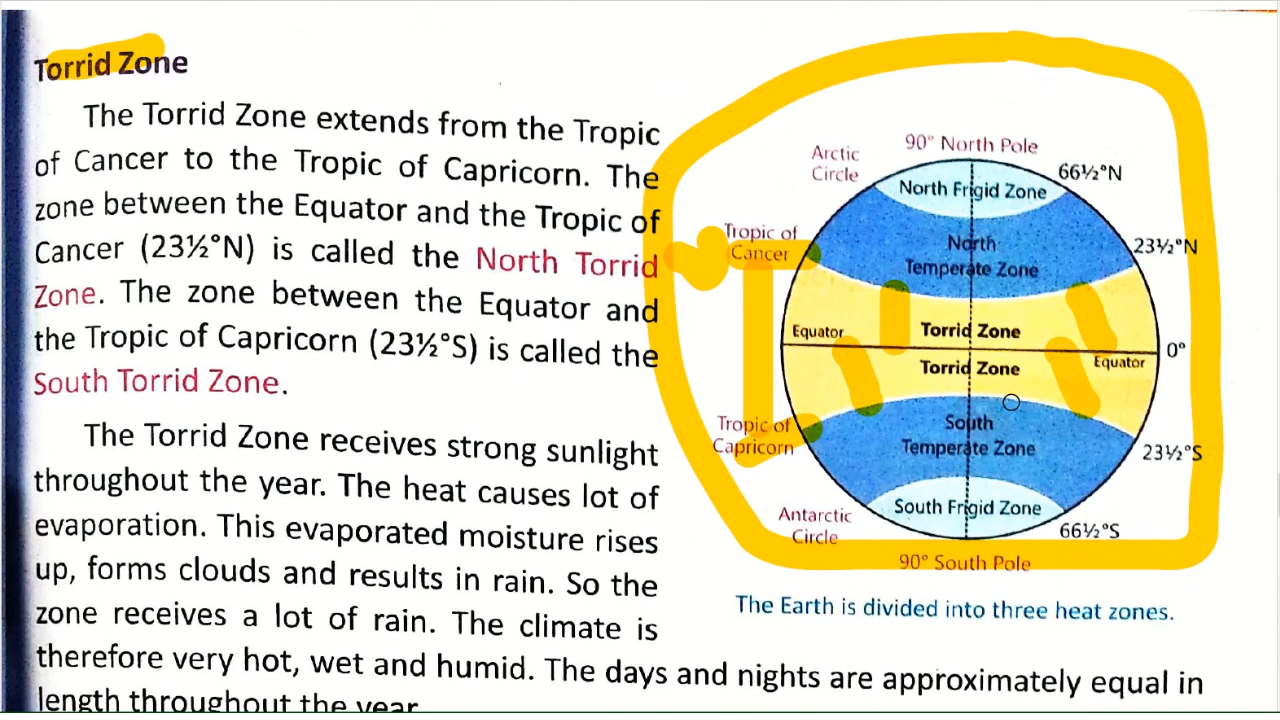 Torrid Zone
The Torrid Zone extends from the Tropic
of Cancer to the Tropic of Capricorn. The
zone between the Equator and the Tropic of
Cancer (23½°N) is called the North Torrid
Zone. The zone between the Equator and
the Tropic of Capricorn (23½°S) is called the
South Torrid Zone.
The Torrid Zone receives strong sunlight
throughout the year. The heat causes lot of
evaporation. This evaporated moisture rises
up, forms clouds and results in rain. So the
zone receives a lot of rain. The climate is
therefore very hot, wet and humid. The days and nights are approximately equal in
length throughout the year
90° North Pole
Arctic
Circle
66½°N
North Frigid Zone
Tropic of
Cancer
23½°N
North
Temperate Zone
Equator
Torrid Zone
0°
Torrid Zone
Equator
Tropic of
Capricorn
South
Temperate Zone
23½°S
South Frigid Zone
Antarctic
Circle
66½°S
90° South Pole
The Earth is divided into three heat zones.